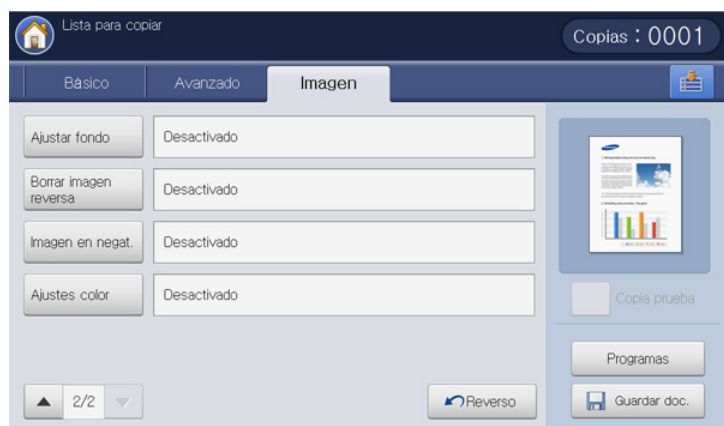 Lista para copiar
Copias : 0001
Básico
Avanzado
Imagen
Ajustar fondo
Desactivado
Borrar imagen
reversa
Desactivado
Imagen en negat.
Desactivado
Ajustes color
Desactivado
Copia prueba
Programas
2/2
Reverso
Guardar doc.